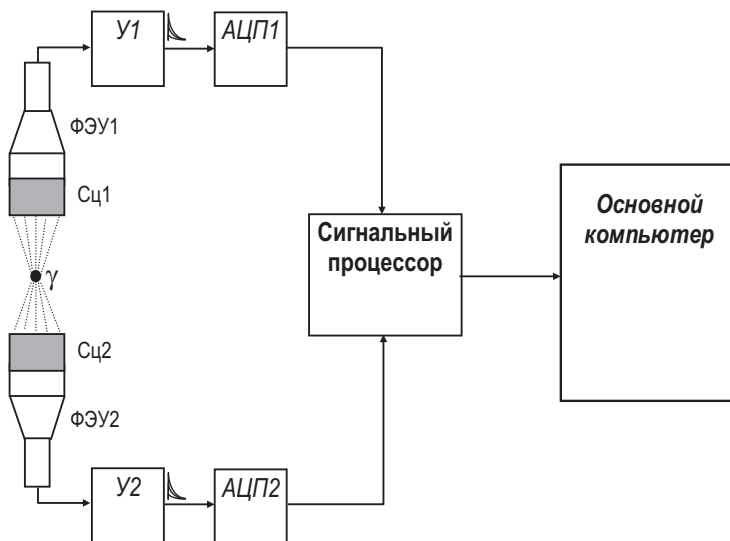 У1
АЦП1
ФЭУ1
Сц1
γ
Сц2
ФЭУ2
У2
АЦП2
Сигнальный
процессор
Основной
компьютер